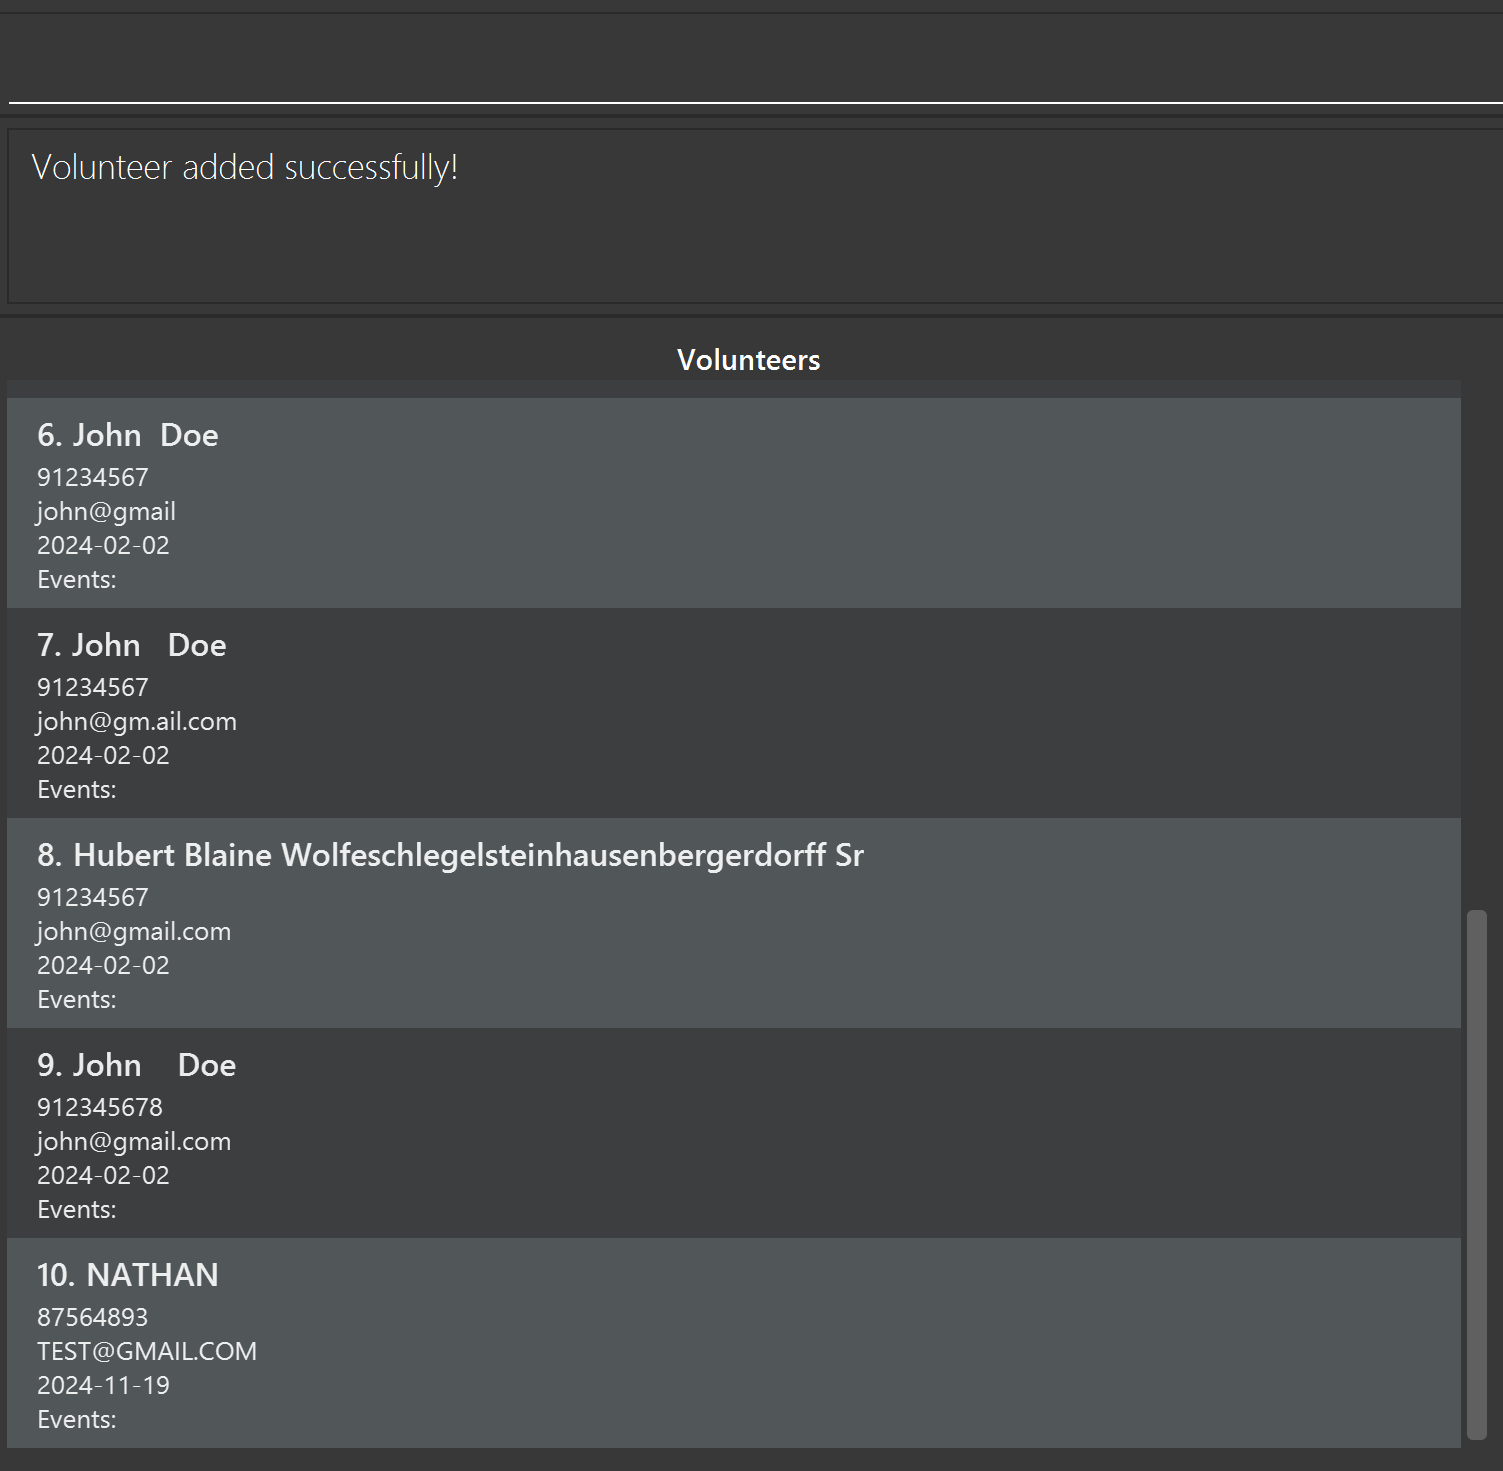 Volunteer added successfully!
Volunteers
6. John  Doe
91234567
john@gmail
2024-02-02
Events:
7. John   Doe
91234567
john@gm.ail.com
2024-02-02
Events:
8. Hubert Blaine Wolfeschlegelsteinhausenbergerdorff Sr
91234567
john@gmail.com
2024-02-02
Events:
9. John    Doe
912345678
john@gmail.com
2024-02-02
Events:
10. NATHAN
87564893
TEST@GMAIL.COM
2024-11-19
Events: